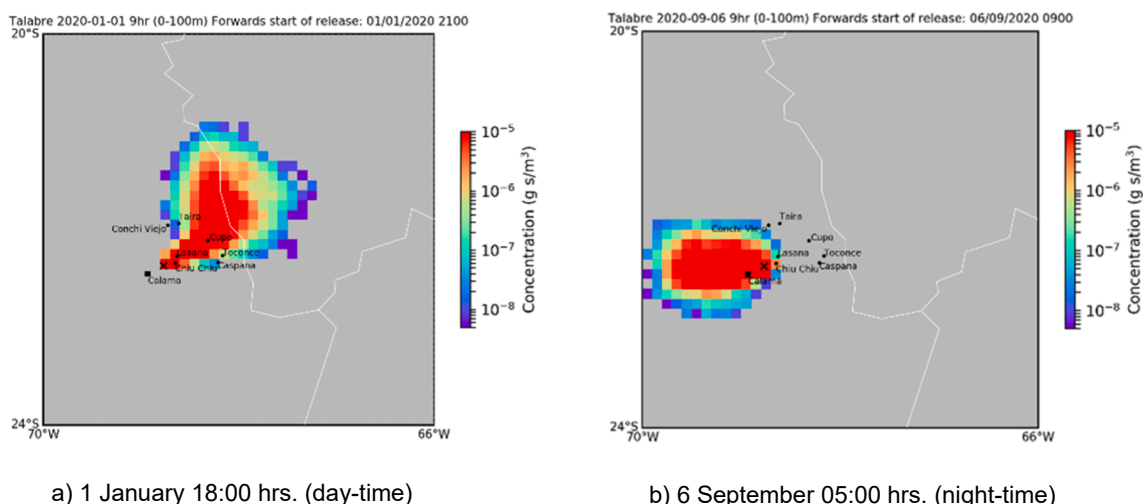 Talabre 2020-01-01 9hr (0-100m) Forwards start of release: 01/01/2020 2100
20°S
Taira
Conchi Viejo
Cupo
Lasana
Toconce
Chiu Chiu
Caspana
Calama
24°S
70°W
66°W
10⁻⁵
10⁻⁶
10⁻⁷
10⁻⁸
Concentration (g s/m³)
a) 1 January 18:00 hrs. (day-time)
Talabre 2020-09-06 9hr (0-100m) Forwards start of release: 06/09/2020 0900
20°S
Taira
Conchi Viejo
Cupo
Lasana
Toconce
Chiu Chiu
Caspana
Calama
24°S
70°W
66°W
10⁻⁵
10⁻⁶
10⁻⁷
10⁻⁸
Concentration (g s/m³)
b) 6 September 05:00 hrs. (night-time)